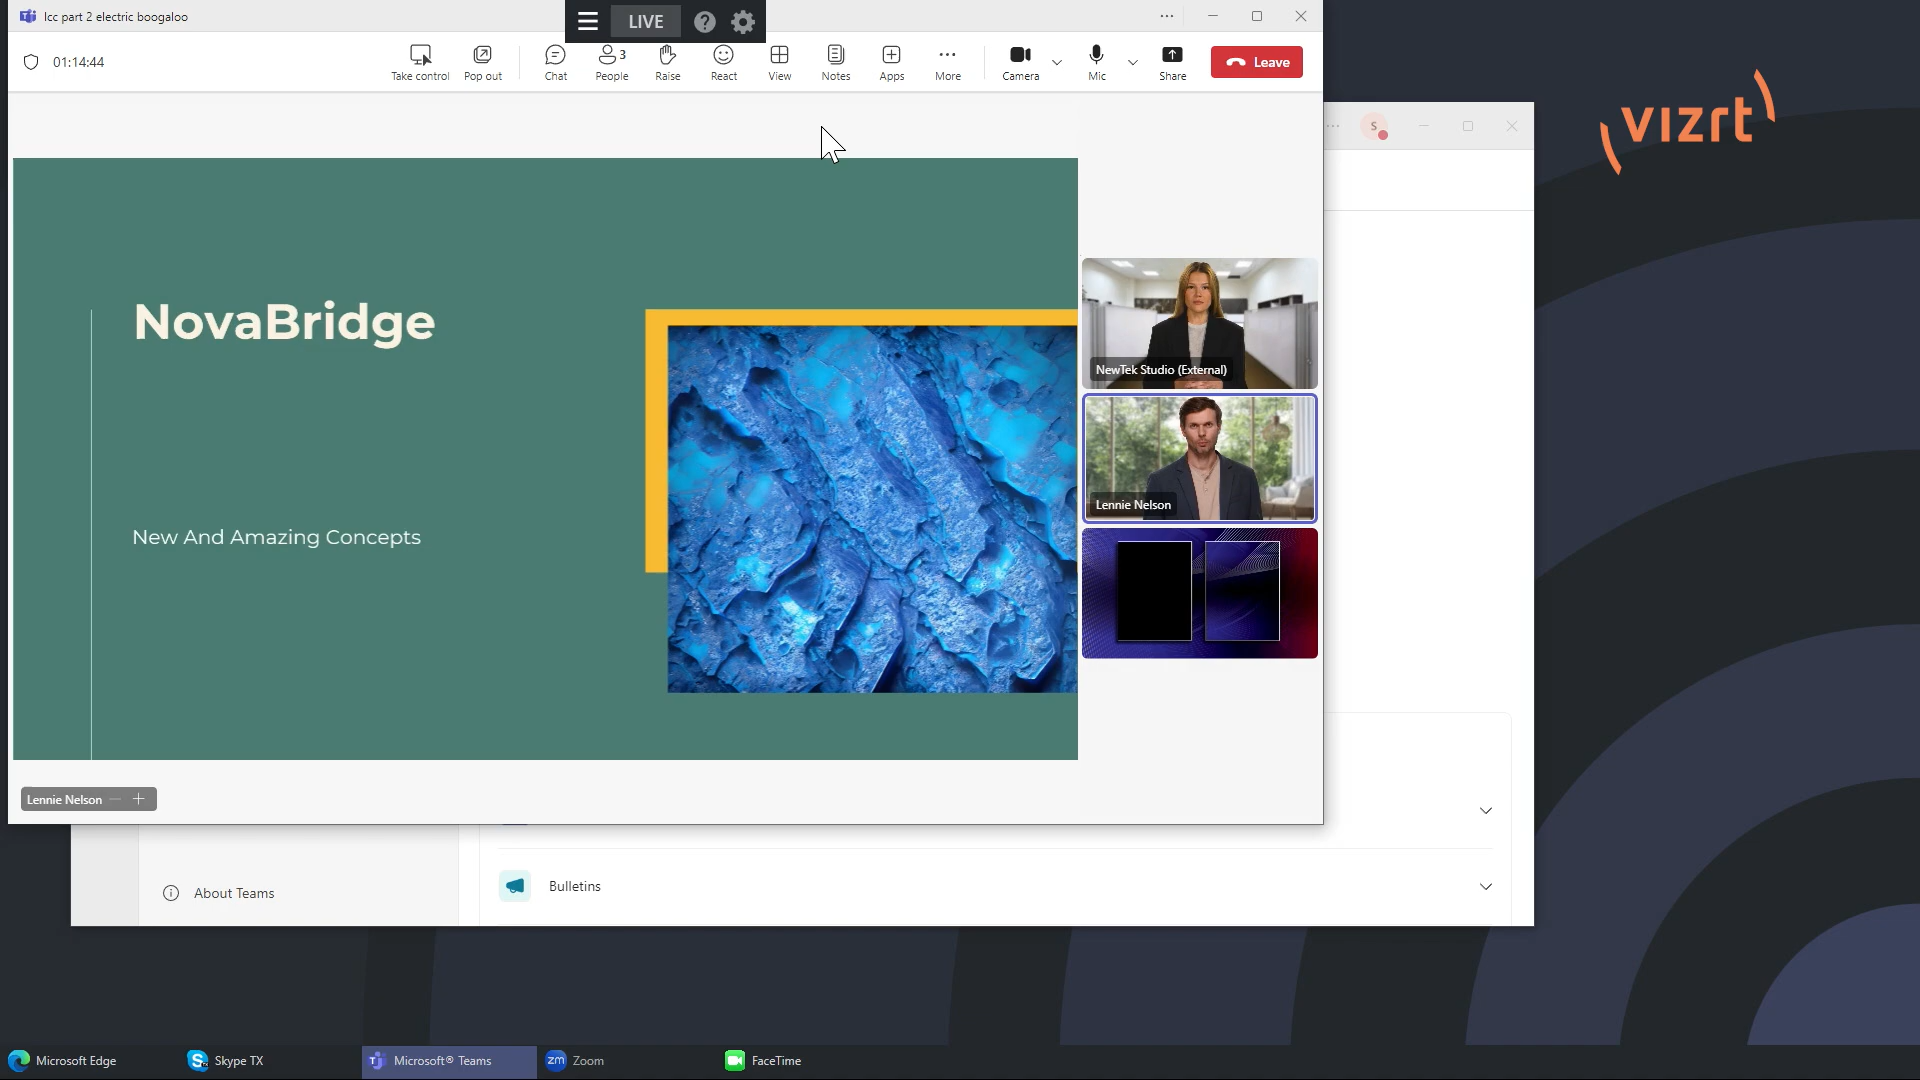 Icc part 2 electric boogaloo
LIVE
01:14:44
Take control
Pop out
Chat
People
3
Raise
React
View
Notes
Apps
More
Camera
Mic
Share
Leave
S
vizrt
NovaBridge
New And Amazing Concepts
NewTek Studio (External)
Lennie Nelson
Lennie Nelson
About Teams
Bulletins
Microsoft Edge
Skype TX
Microsoft® Teams
zm Zoom
FaceTime